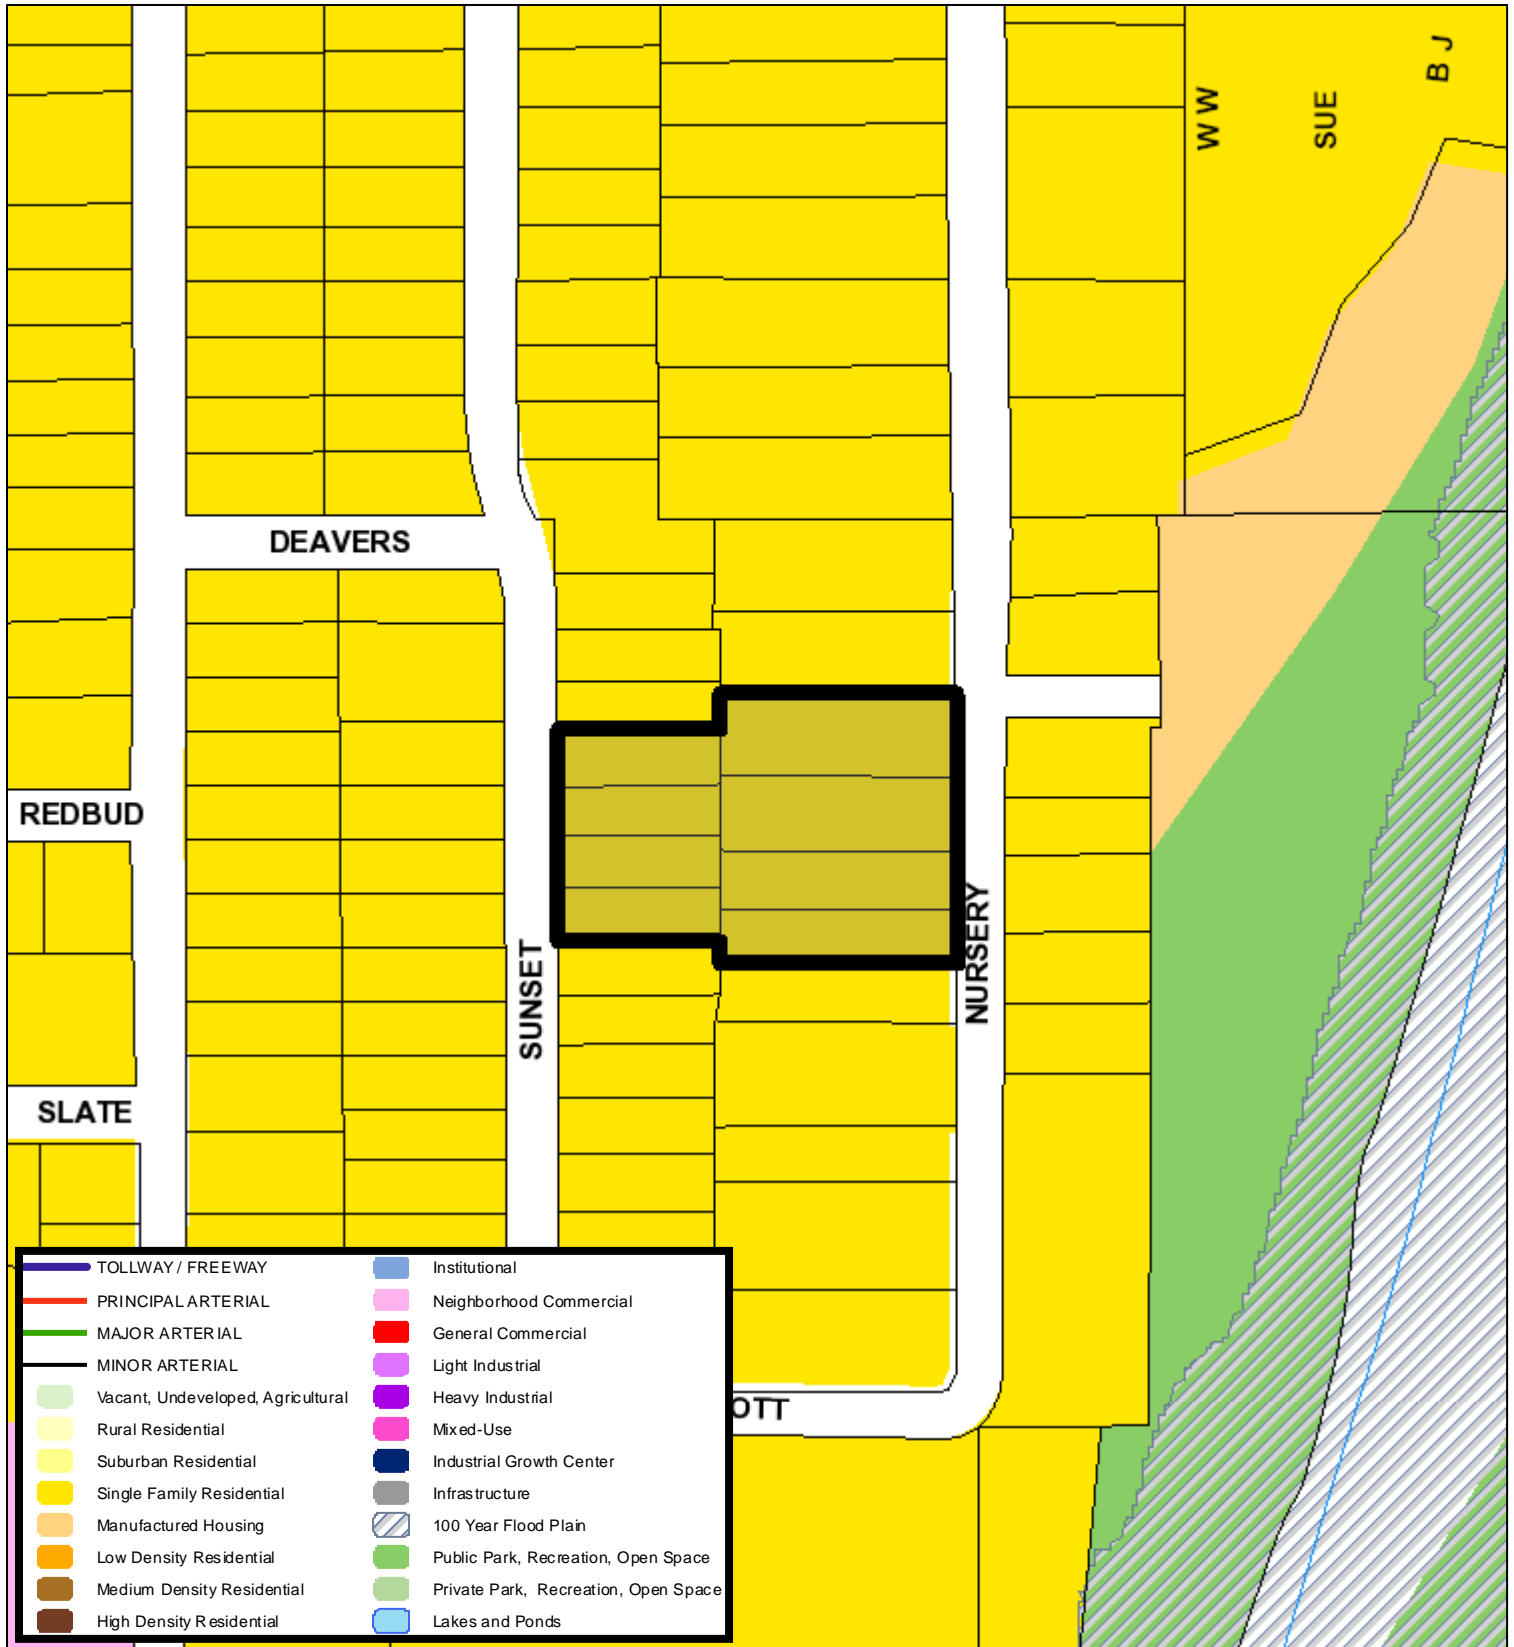 B J
W W
SUE
DEAVERS
REDBUD
NURSERY
SUNSET
SLATE
OTT
TOLLWAY / FREEWAY
PRINCIPAL ARTERIAL
MAJOR ARTERIAL
MINOR ARTERIAL
Vacant, Undeveloped, Agricultural
Rural Residential
Suburban Residential
Single Family Residential
Manufactured Housing
Low Density Residential
Medium Density Residential
High Density Residential
Institutional
Neighborhood Commercial
General Commercial
Light Industrial
Heavy Industrial
Mixed-Use
Industrial Growth Center
Infrastructure
100 Year Flood Plain
Public Park, Recreation, Open Space
Private Park, Recreation, Open Space
Lakes and Ponds